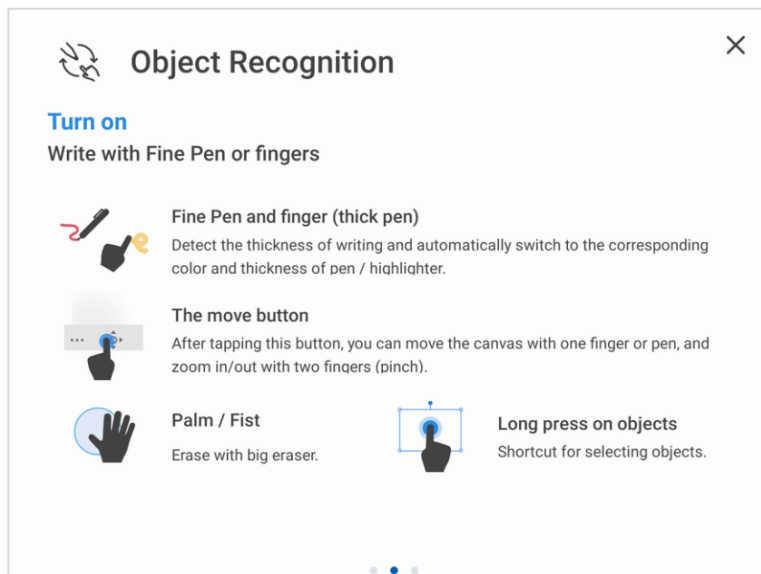 Object Recognition
Turn on
Write with Fine Pen or fingers
Fine Pen and finger (thick pen)
Detect the thickness of writing and automatically switch to the corresponding
color and thickness of pen / highlighter.
The move button
After tapping this button, you can move the canvas with one finger or pen, and
zoom in/out with two fingers (pinch).
Palm / Fist
Erase with big eraser.
Long press on objects
Shortcut for selecting objects.